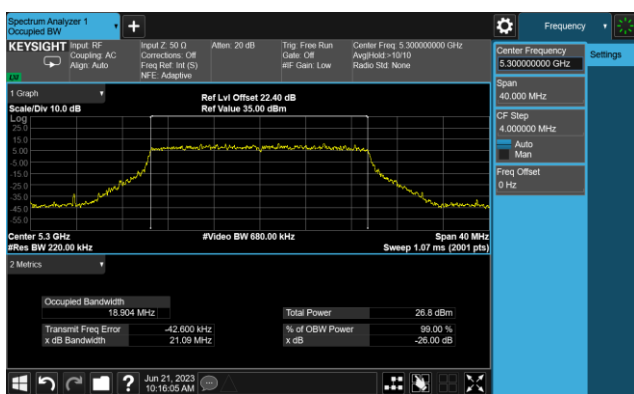 Spectrum Analyzer 1
Occupied BW
+
Frequency
KEYSIGHT
Input: RF
Coupling: AC
Align: Auto
Input Z: 50 Ω
Corrections: Off
Freq Ref: Int (S)
NFE: Adaptive
Atten: 20 dB
Trig: Free Run
Gate: Off
#IF Gain: Low
Center Freq: 5.300000000 GHz
Avg|Hold:>10/10
Radio Std: None
Center Frequency
5.300000000 GHz
Settings
Span
40.000 MHz
CF Step
4.000000 MHz
Auto
Man
Freq Offset
0 Hz
1 Graph
Scale/Div 10.0 dB
Ref Lvl Offset 22.40 dB
Ref Value 35.00 dBm
Log
25.0
15.0
5.00
-5.00
-15.0
-25.0
-35.0
-45.0
-55.0
Center 5.3 GHz
#Video BW 680.00 kHz
Span 40 MHz
#Res BW 220.00 kHz
Sweep 1.07 ms (2001 pts)
2 Metrics
Occupied Bandwidth
18.904 MHz
Total Power 26.8 dBm
Transmit Freq Error -42.600 kHz
% of OBW Power 99.00 %
x dB Bandwidth 21.09 MHz
x dB -26.00 dB
?
Jun 21, 2023
10:16:05 AM